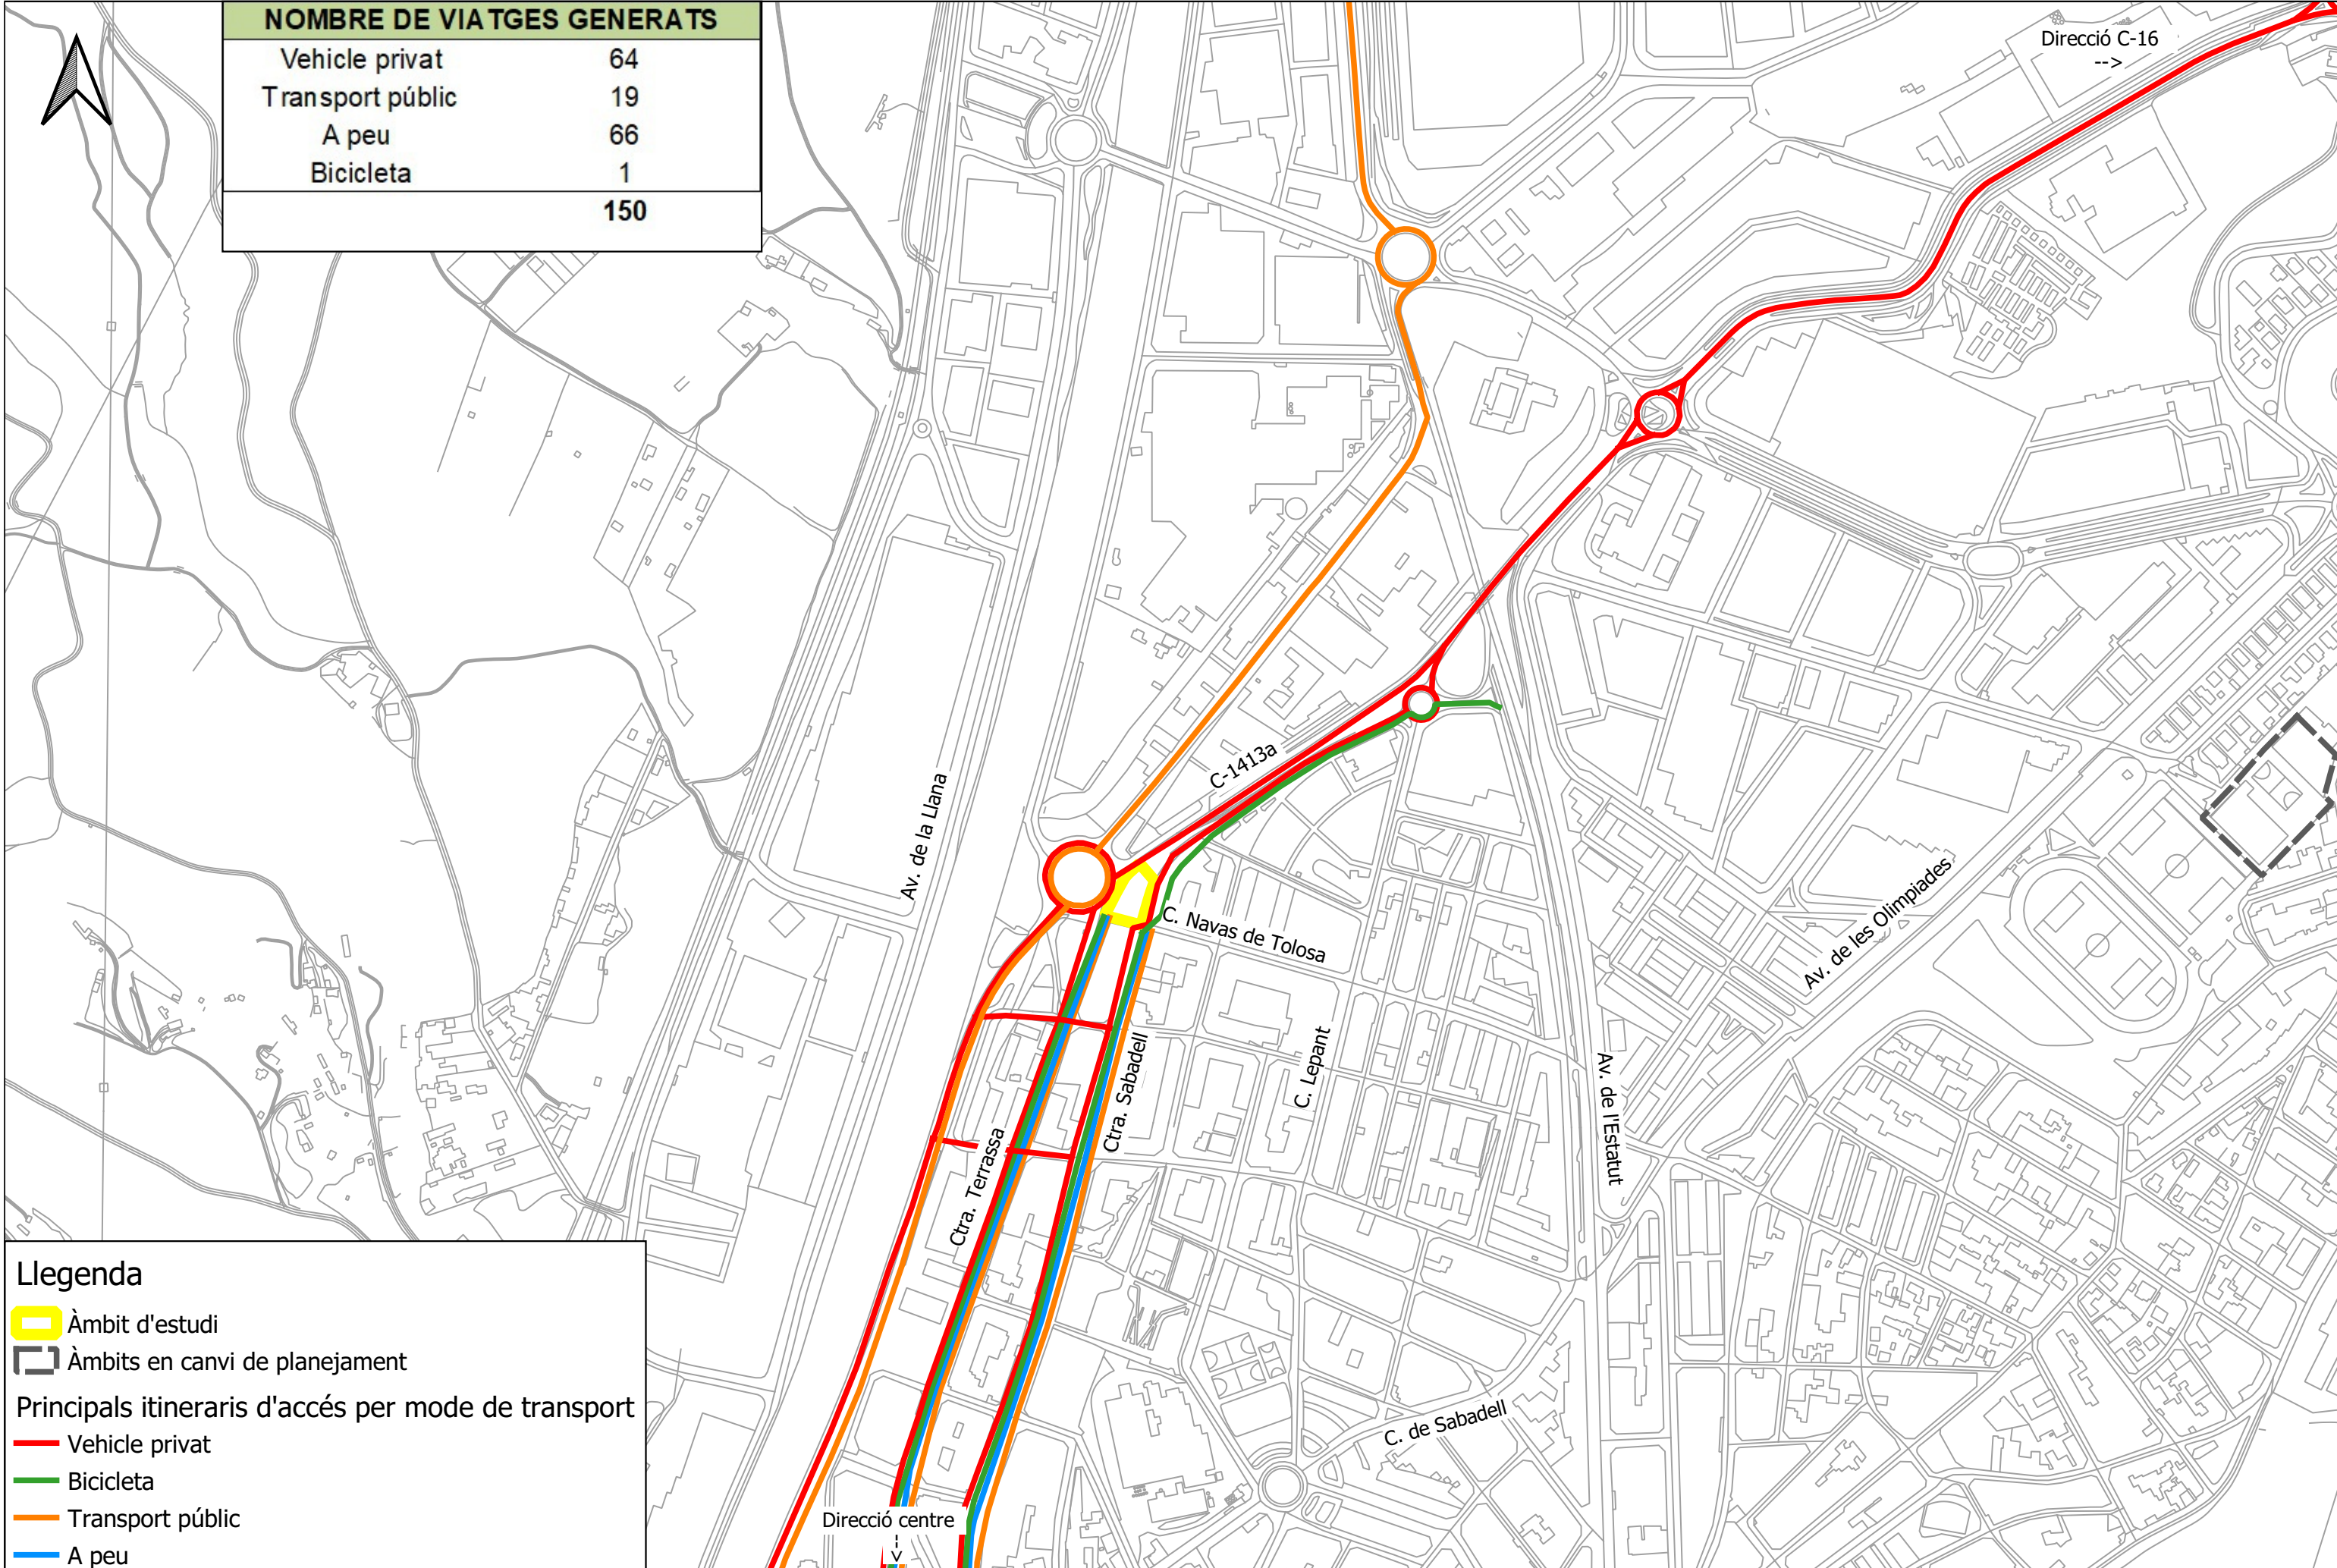 NOMBRE DE VIATGES GENERATS
Vehicle privat 64
Transport públic 19
A peu 66
Bicicleta 1
150
Direcció C-16
-->
C-1413a
Av. de la Llana
C. Navas de Tolosa
Av. de les Olimpiades
C. Lepant
Ctra. Sabadell
Av. de l'Estatut
Ctra. Terrassa
C. de Sabadell
Direcció centre
-->
Llegenda
Àmbit d'estudi
Àmbits en canvi de planejament
Principals itineraris d'accés per mode de transport
Vehicle privat
Bicicleta
Transport públic
A peu